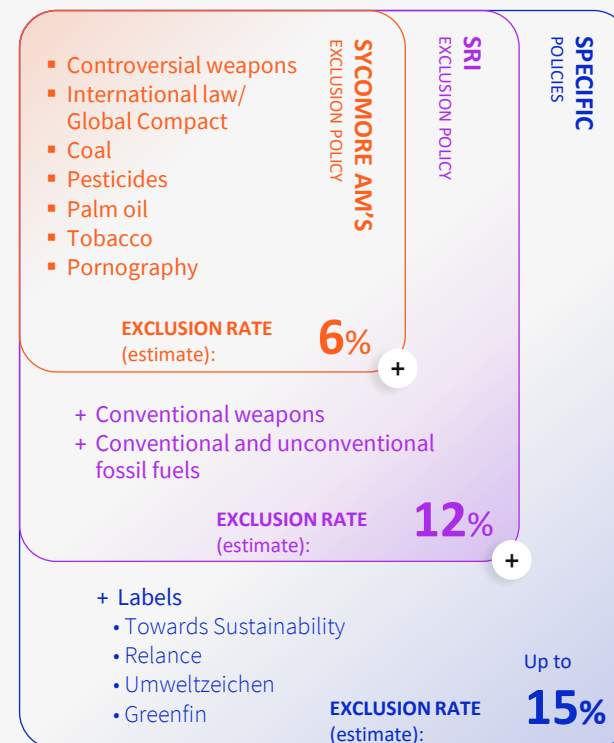 ▪ Controversial weapons
▪ International law/
Global Compact
▪ Coal
▪ Pesticides
▪ Palm oil
▪ Tobacco
▪ Pornography
SYCOMORE AM'S
EXCLUSION POLICY
EXCLUSION RATE
(estimate):
6%
+
SRI
EXCLUSION POLICY
+ Conventional weapons
+ Conventional and unconventional
fossil fuels
EXCLUSION RATE
(estimate):
12%
+
SPECIFIC
POLICIES
+ Labels
• Towards Sustainability
• Relance
• Umweltzeichen
• Greenfin
EXCLUSION RATE
(estimate):
Up to
15%